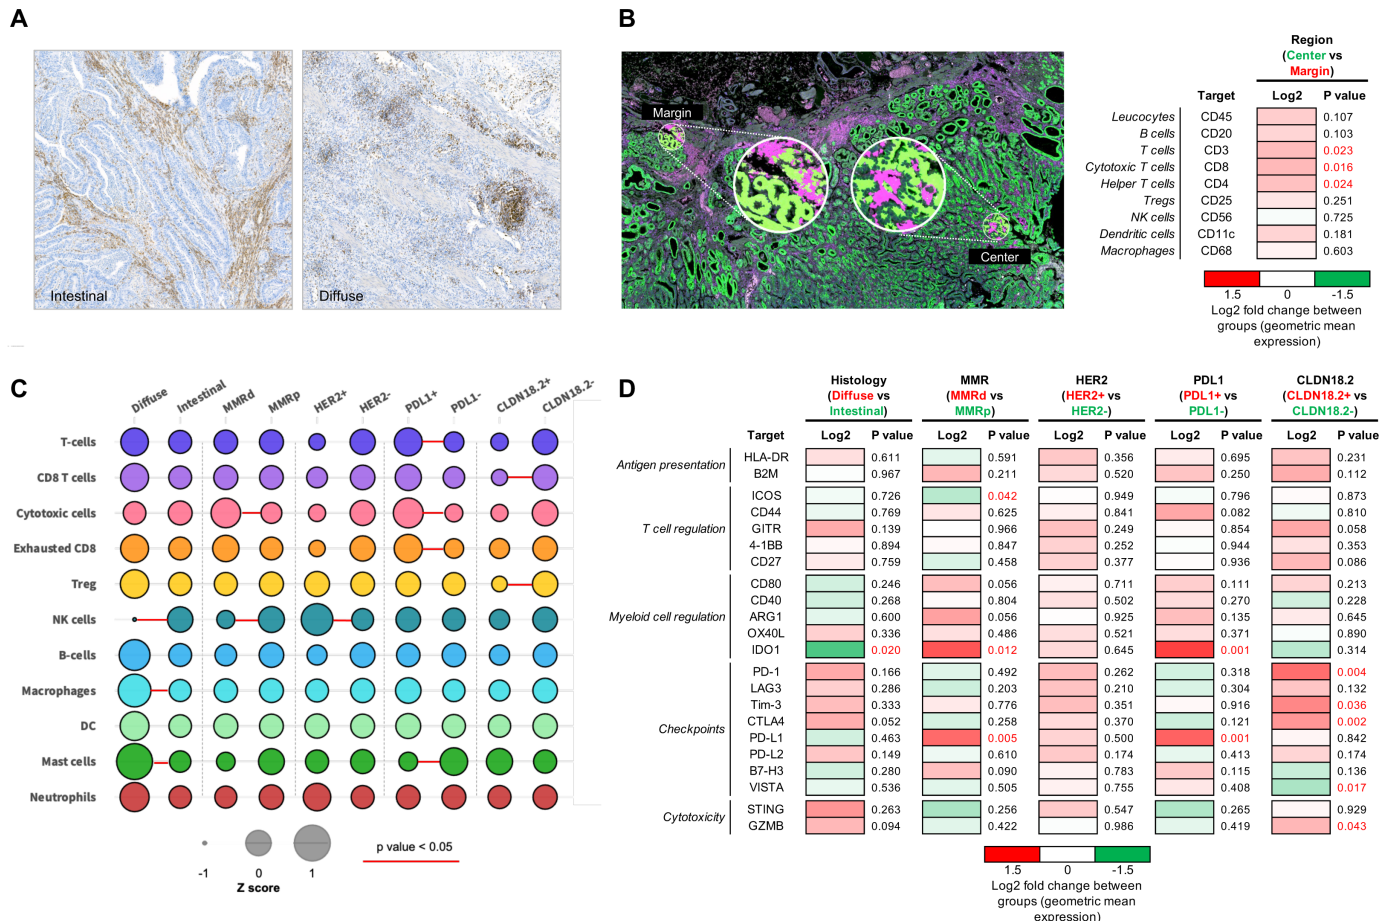 A
Intestinal
Diffuse
B
Margin
Center
Region
(Center vs
Margin)
Target Log2 P value
Leucocytes CD45 0.107
B cells CD20 0.103
T cells CD3 0.023
Cytotoxic T cells CD8 0.016
Helper T cells CD4 0.024
Tregs CD25 0.251
NK cells CD56 0.725
Dendritic cells CD11c 0.181
Macrophages CD68 0.603
1.5 0 -1.5
Log2 fold change between
groups (geometric mean
expression)
C
Diffuse Intestinal MMRd MMRp HER2+ HER2- PDL1+ PDL1- CLDN18.2+ CLDN18.2-
T-cells
CD8 T cells
Cytotoxic cells
Exhausted CD8
Treg
NK cells
B-cells
Macrophages
DC
Mast cells
Neutrophils
-1 0 1
Z score
p value < 0.05
D
Histology MMR HER2 PDL1 CLDN18.2
(Diffuse vs (MMRd vs (HER2+ vs (PDL1+ vs (CLDN18.2+ vs
Intestinal) MMRp) HER2-) PDL1-) CLDN18.2-)
Target Log2 P value Log2 P value Log2 P value Log2 P value Log2 P value
Antigen presentation
HLA-DR 0.611 0.591 0.356 0.695 0.231
B2M 0.967 0.211 0.520 0.250 0.112
T cell regulation
ICOS 0.726 0.042 0.949 0.796 0.873
CD44 0.769 0.625 0.841 0.082 0.810
GITR 0.139 0.966 0.249 0.854 0.058
4-1BB 0.894 0.847 0.252 0.944 0.353
CD27 0.759 0.458 0.377 0.936 0.086
Myeloid cell regulation
CD80 0.246 0.056 0.711 0.111 0.213
CD40 0.268 0.804 0.502 0.270 0.228
ARG1 0.600 0.056 0.925 0.135 0.645
OX40L 0.336 0.486 0.521 0.371 0.890
IDO1 0.020 0.012 0.645 0.001 0.314
Checkpoints
PD-1 0.166 0.492 0.262 0.318 0.004
LAG3 0.286 0.203 0.210 0.304 0.132
Tim-3 0.333 0.776 0.351 0.916 0.036
CTLA4 0.052 0.258 0.370 0.121 0.002
PD-L1 0.463 0.005 0.500 0.001 0.842
PD-L2 0.149 0.610 0.174 0.413 0.174
B7-H3 0.280 0.090 0.783 0.115 0.136
VISTA 0.536 0.505 0.755 0.408 0.017
Cytotoxicity
STING 0.263 0.256 0.547 0.265 0.929
GZMB 0.094 0.422 0.986 0.419 0.043
1.5 0 -1.5
Log2 fold change between
groups (geometric mean
expression)